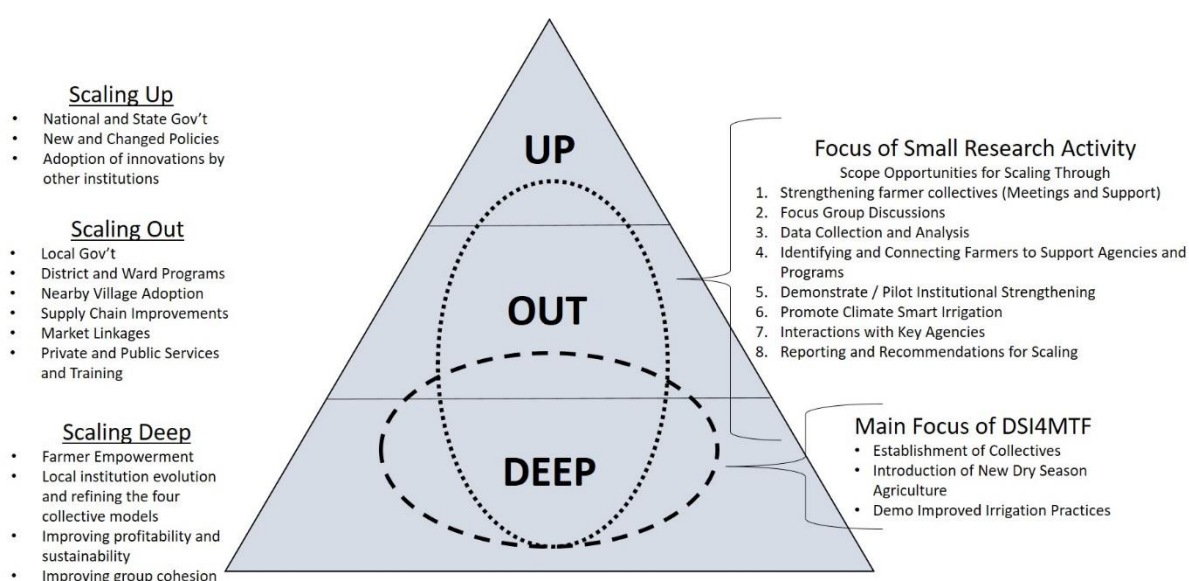 Scaling Up
• National and State Gov't
• New and Changed Policies
• Adoption of innovations by
other institutions
Scaling Out
• Local Gov't
• District and Ward Programs
• Nearby Village Adoption
• Supply Chain Improvements
• Market Linkages
• Private and Public Services
and Training
Scaling Deep
• Farmer Empowerment
• Local institution evolution
and refining the four
collective models
• Improving profitability and
sustainability
• Improving group cohesion
UP
OUT
DEEP
Focus of Small Research Activity
Scope Opportunities for Scaling Through
1. Strengthening farmer collectives (Meetings and Support)
2. Focus Group Discussions
3. Data Collection and Analysis
4. Identifying and Connecting Farmers to Support Agencies and
Programs
5. Demonstrate / Pilot Institutional Strengthening
6. Promote Climate Smart Irrigation
7. Interactions with Key Agencies
8. Reporting and Recommendations for Scaling
Main Focus of DSI4MTF
• Establishment of Collectives
• Introduction of New Dry Season
Agriculture
• Demo Improved Irrigation Practices